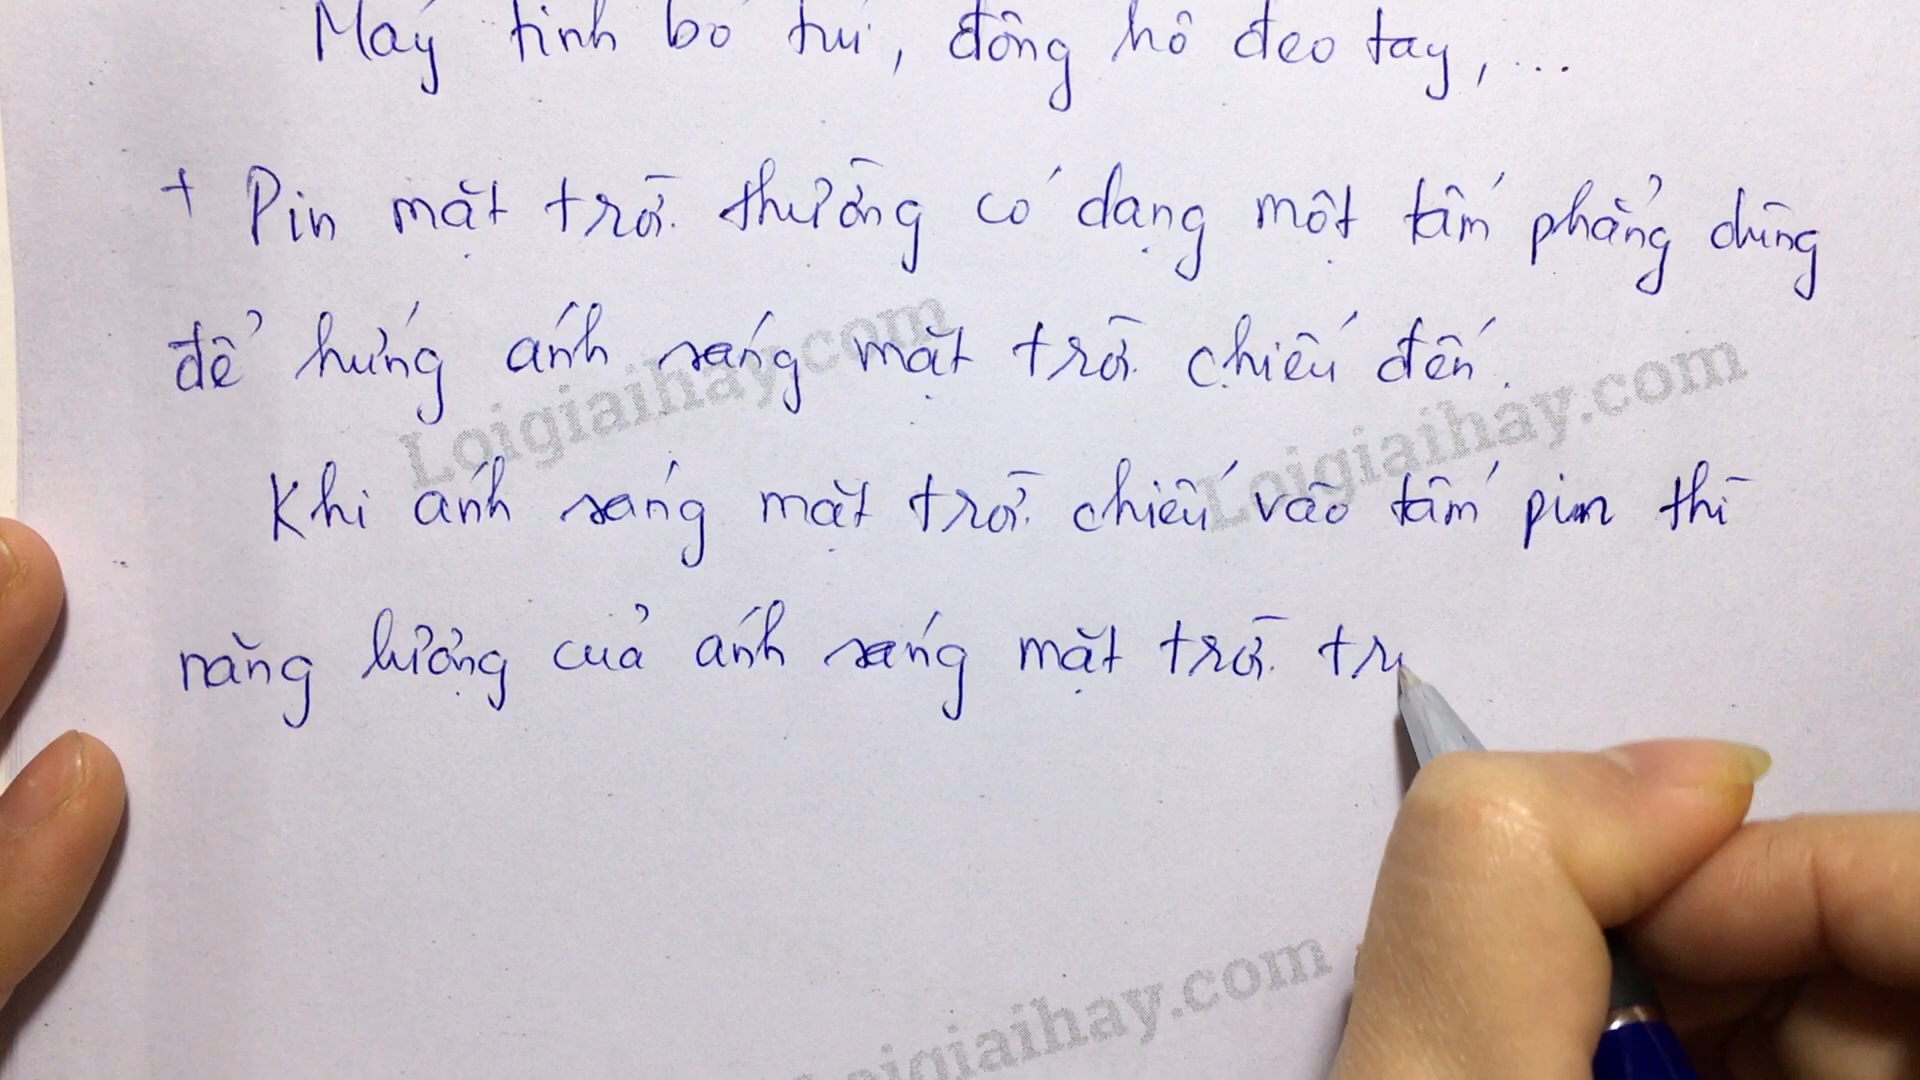 Máy tính bỏ túi, đồng hồ đeo tay, ...
+ Pin mặt trời thường có dạng một tấm phẳng dùng
để hứng ánh sáng mặt trời chiếu đến.
Loigiaihay.com
Loigiaihay.com
Khi ánh sáng mặt trời chiếu vào tấm pin thì
năng lượng của ánh sáng mặt trời tr
Loigiaihay.com